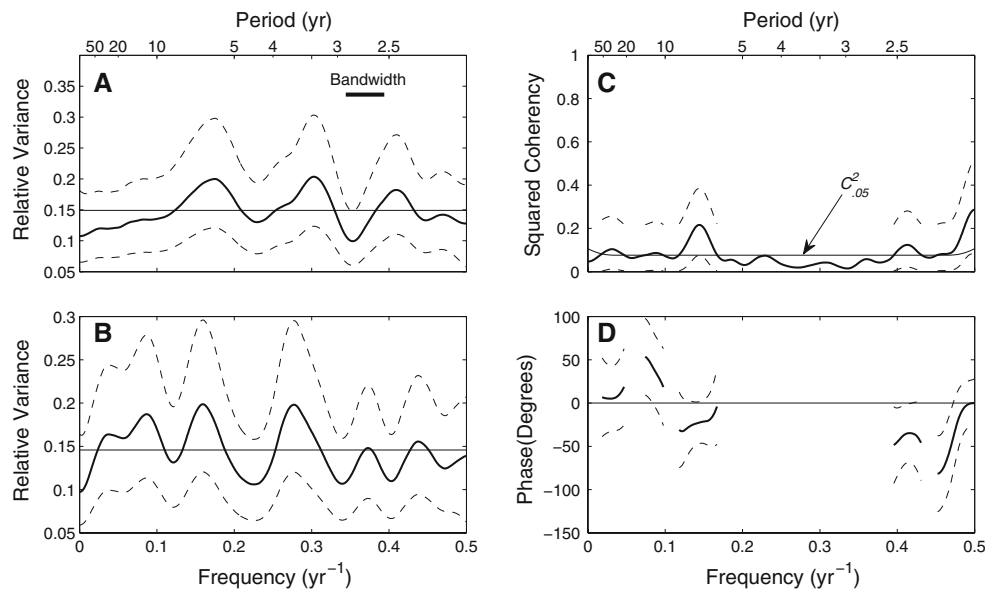 Period (yr)
50 20 10 5 4 3 2.5
A
Bandwidth
Relative Variance
0.35
0.3
0.25
0.2
0.15
0.1
0.05
B
Relative Variance
0.3
0.25
0.2
0.15
0.1
0.05
0 0.1 0.2 0.3 0.4 0.5
Frequency (yr⁻¹)
Period (yr)
50 20 10 5 4 3 2.5
C
Squared Coherency
1
0.8
0.6
0.4
0.2
0
C².05
D
Phase(Degrees)
100
50
0
−50
−100
−150
0 0.1 0.2 0.3 0.4 0.5
Frequency (yr⁻¹)